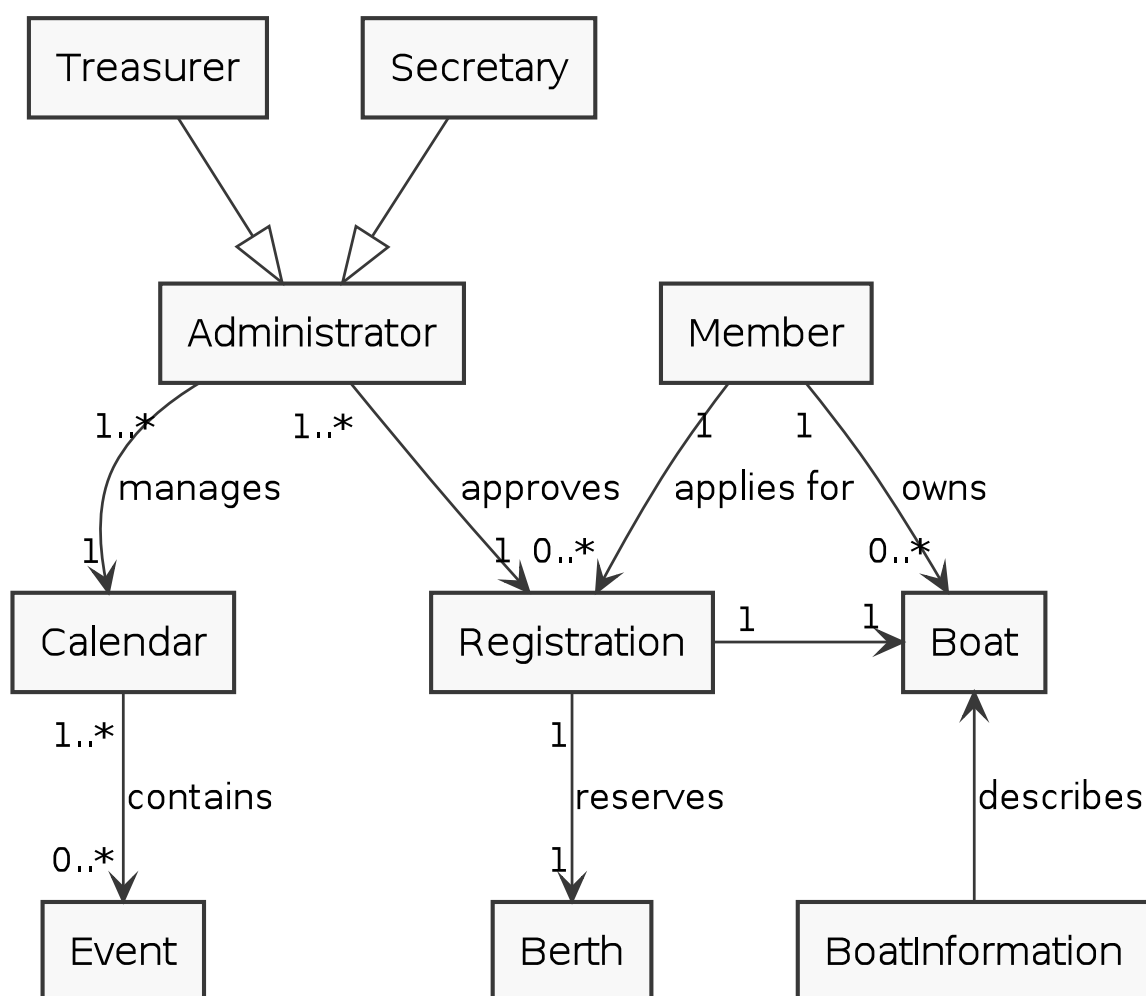 Treasurer
Secretary
Administrator
Member
1..*
1..*
1
1
manages
approves
applies for
owns
1
1
0..*
0..*
Calendar
Registration
1
1
Boat
1..*
1
contains
reserves
describes
0..*
1
Event
Berth
BoatInformation